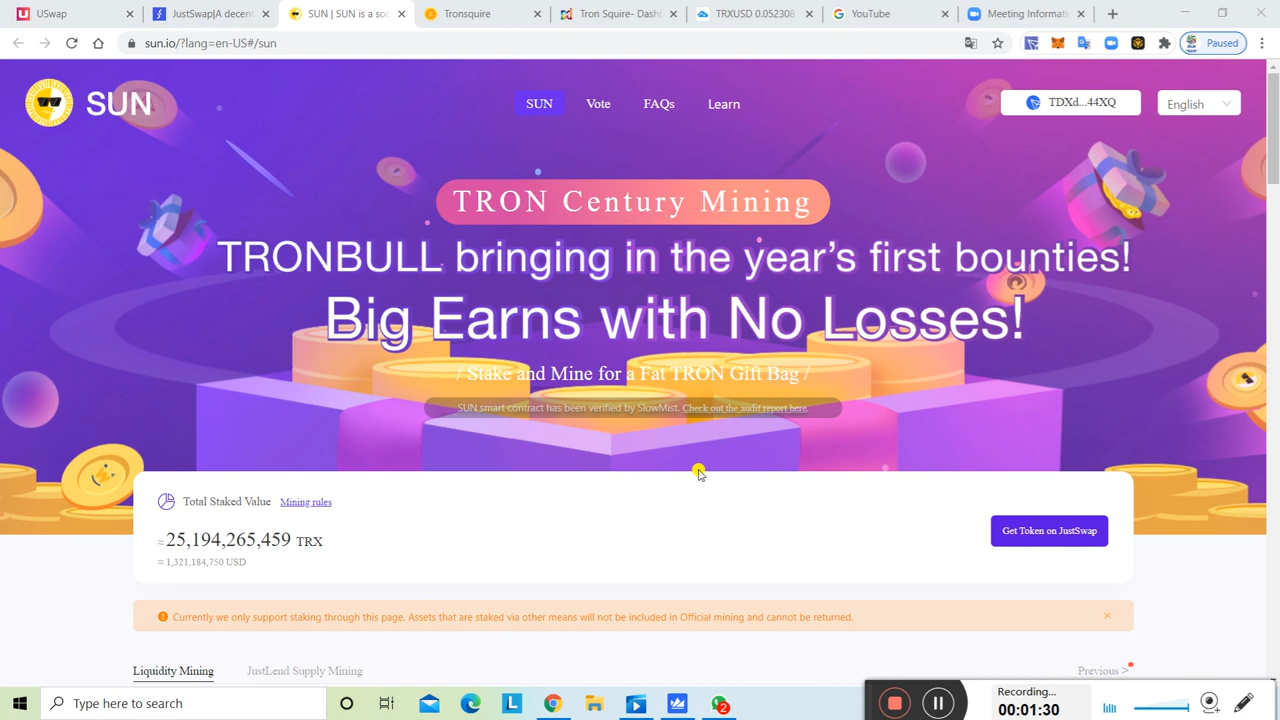 USwap
JustSwap|A decent
SUN | SUN is a soc
Tronsquire
Tron Squire- Dashl
TRXUSD 0.052308
YouTube
Meeting Informati
sun.io/?lang=en-US#/sun
Paused
SUN
SUN
Vote
FAQs
Learn
TDXd...44XQ
English
TRON Century Mining
TRONBULL bringing in the year's first bounties!
Big Earns with No Losses!
/ Stake and Mine for a Fat TRON Gift Bag /
SUN smart contract has been verified by SlowMist. Check out the audit report here.
Total Staked Value Mining rules
≈ 25,194,265,459 TRX
≈ 1,321,184,750 USD
Get Token on JustSwap
Currently we only support staking through this page. Assets that are staked via other means will not be included in Official mining and cannot be returned.
Liquidity Mining
JustLend Supply Mining
Previous >
Type here to search
L
2
Recording...
00:01:30